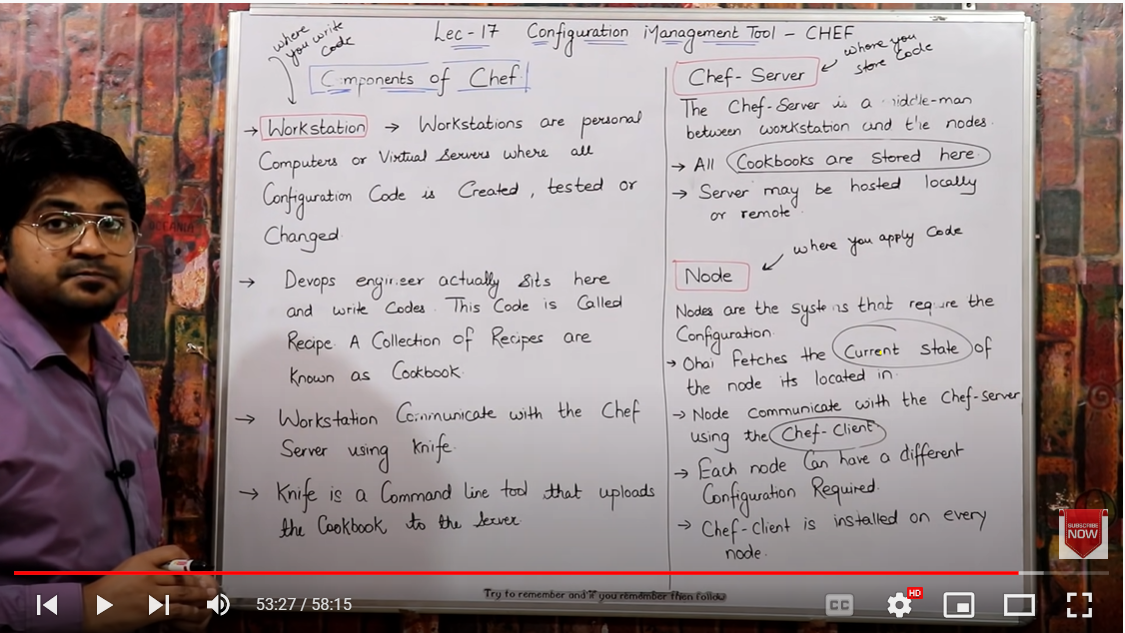 Lec-17 Configuration Management Tool - CHEF
where
you write
code
Components of Chef
→ Workstation → Workstations are personal
Computers or Virtual Servers where all
Configuration Code is Created, tested or
Changed.
→ Devops engineer actually sits here
and write Codes. This Code is Called
Recipe. A Collection of Recipes are
known as Cookbook.
→ Workstation Communicate with the Chef
Server using knife.
→ Knife is a Command line tool that uploads
the Cookbook to the Server.
Chef-Server
where you
store code
The Chef-Server is a middle-man
between workstation and the nodes.
→ All Cookbooks are stored here
→ Server may be hosted locally
or remote.
where you apply Code
Node
Nodes are the systems that require the
Configuration.
→ Ohai fetches the Current State of
the node its located in.
→ Node communicate with the Chef-server
using the Chef-Client
→ Each node Can have a different
Configuration Required.
→ Chef-Client is installed on every
node.
OCEANIA
SUBSCRIBE
NOW
Try to remember and if you remember then follow
53:27 / 58:15
CC
HD